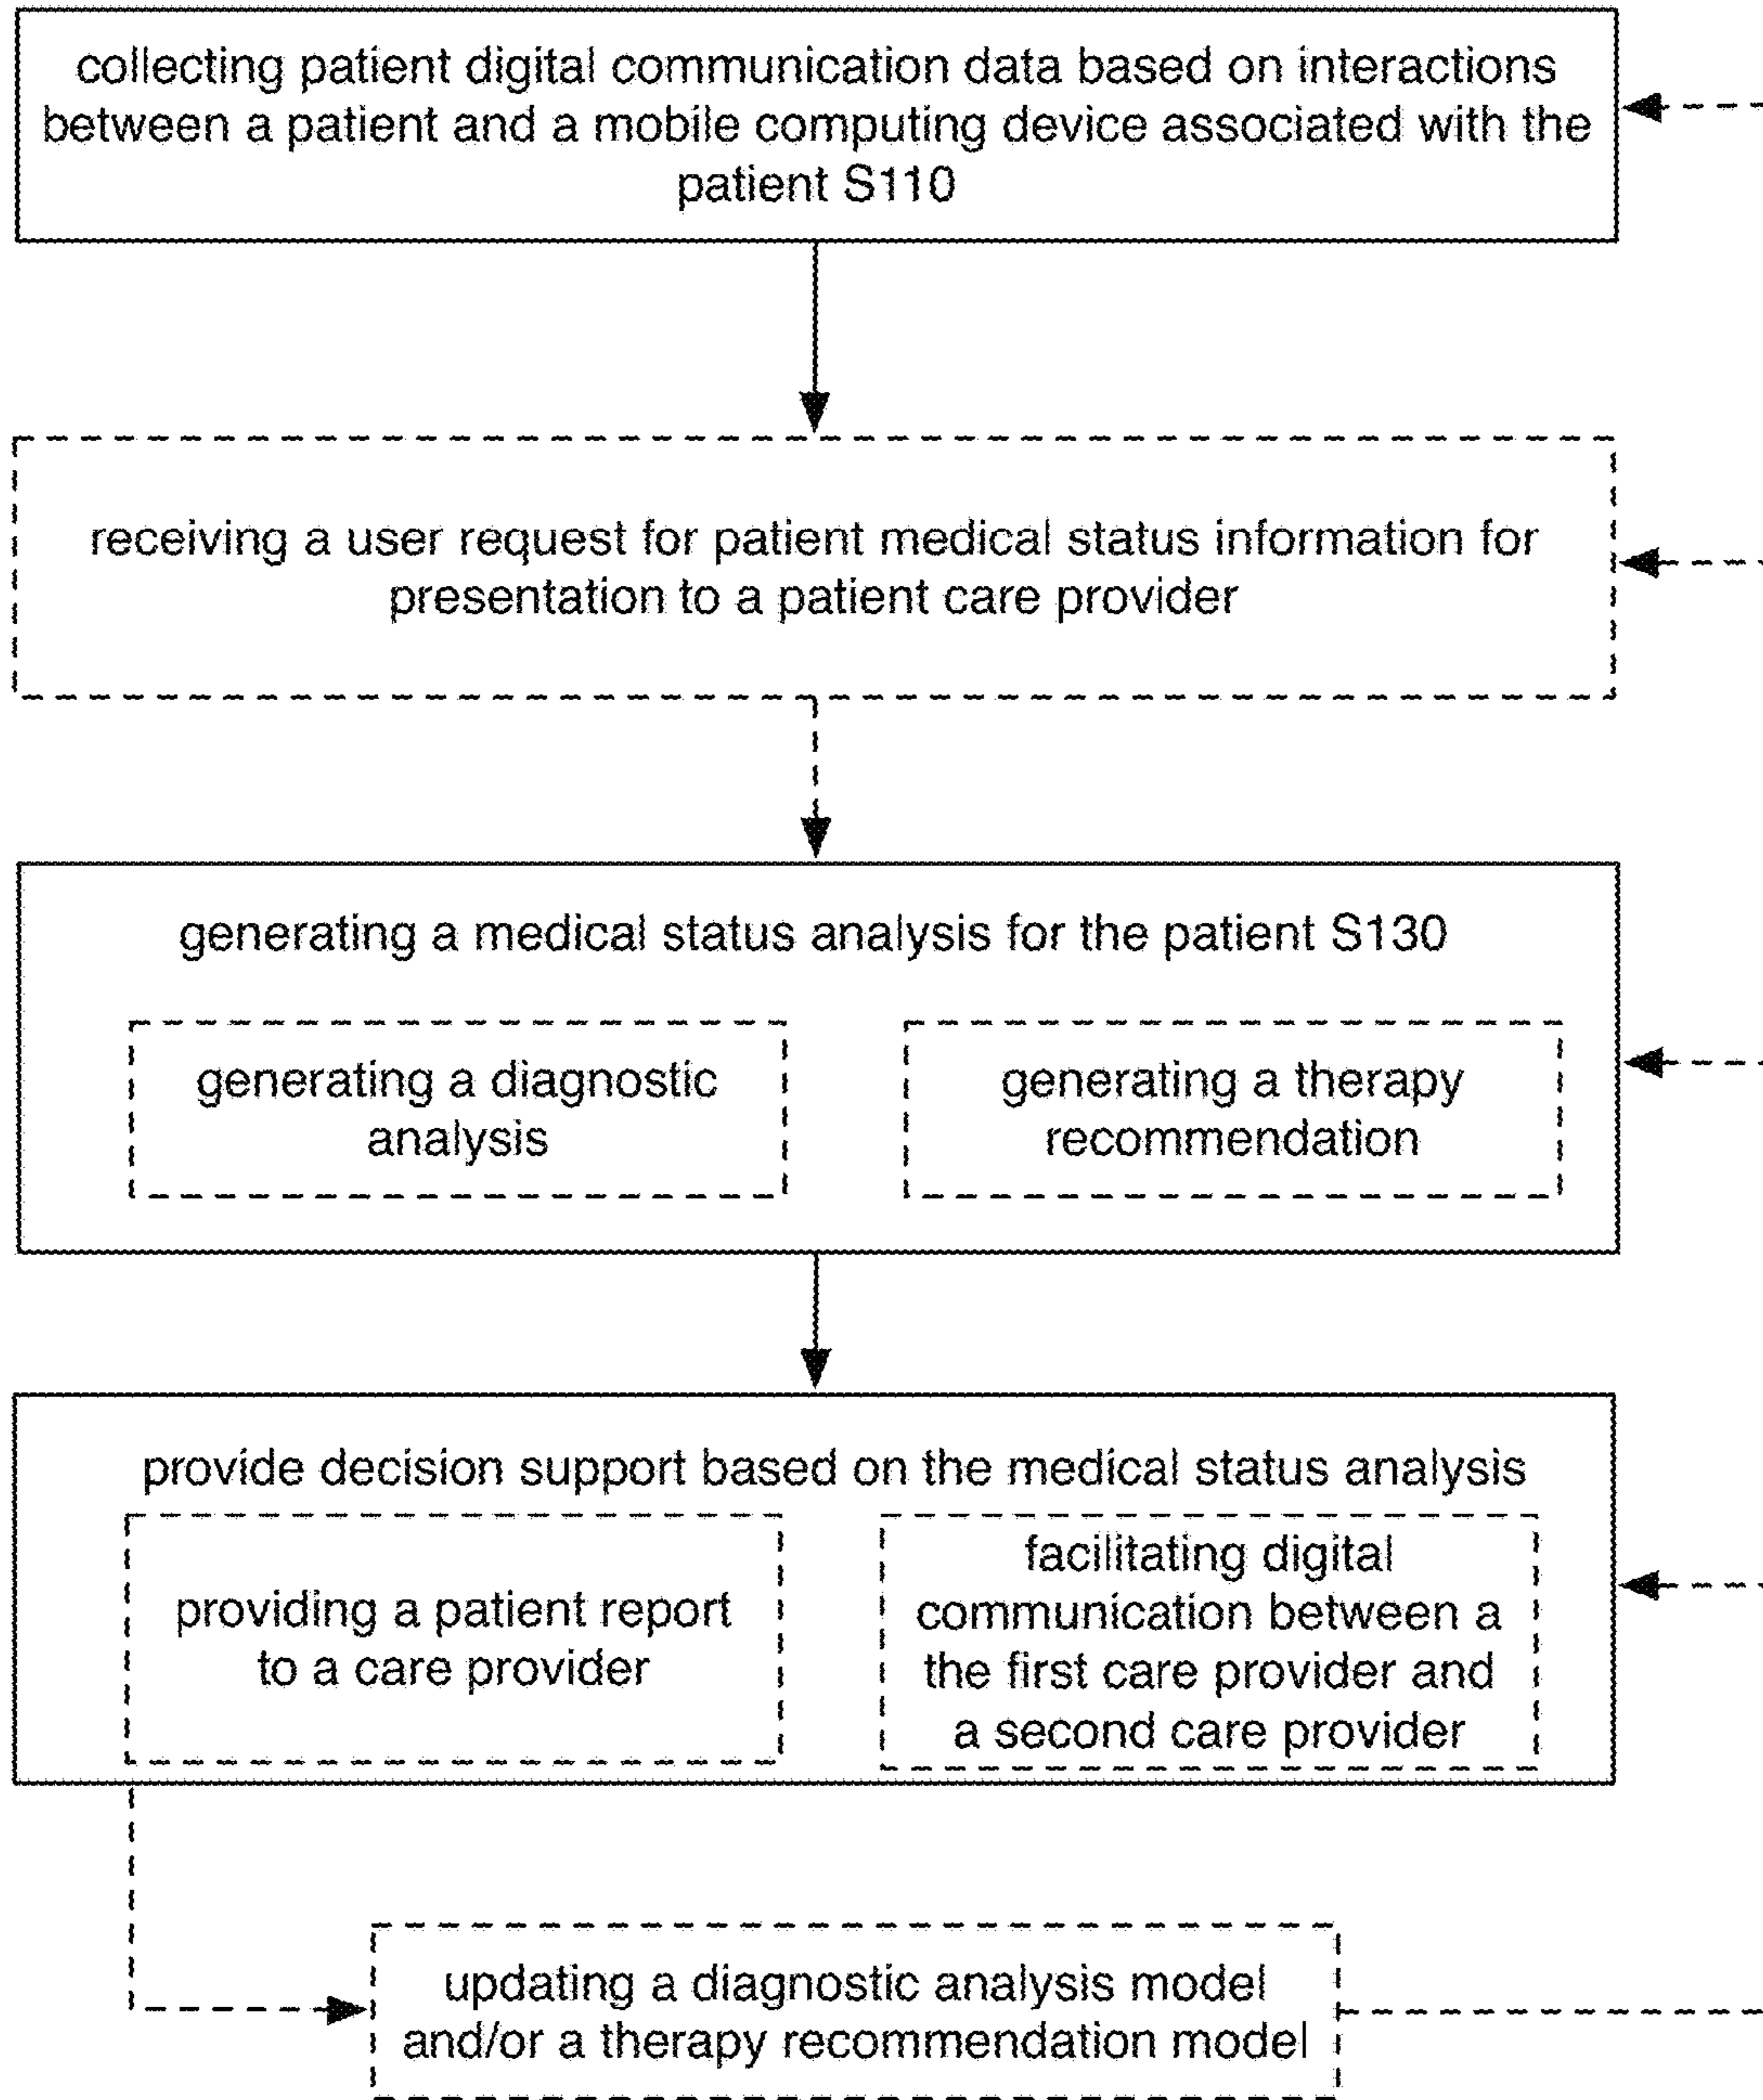 collecting patient digital communication data based on interactions
between a patient and a mobile computing device associated with the
patient S110
receiving a user request for patient medical status information for
presentation to a patient care provider
generating a medical status analysis for the patient S130
generating a diagnostic
analysis
generating a therapy
recommendation
provide decision support based on the medical status analysis
providing a patient report
to a care provider
facilitating digital
communication between a
the first care provider and
a second care provider
updating a diagnostic analysis model
and/or a therapy recommendation model